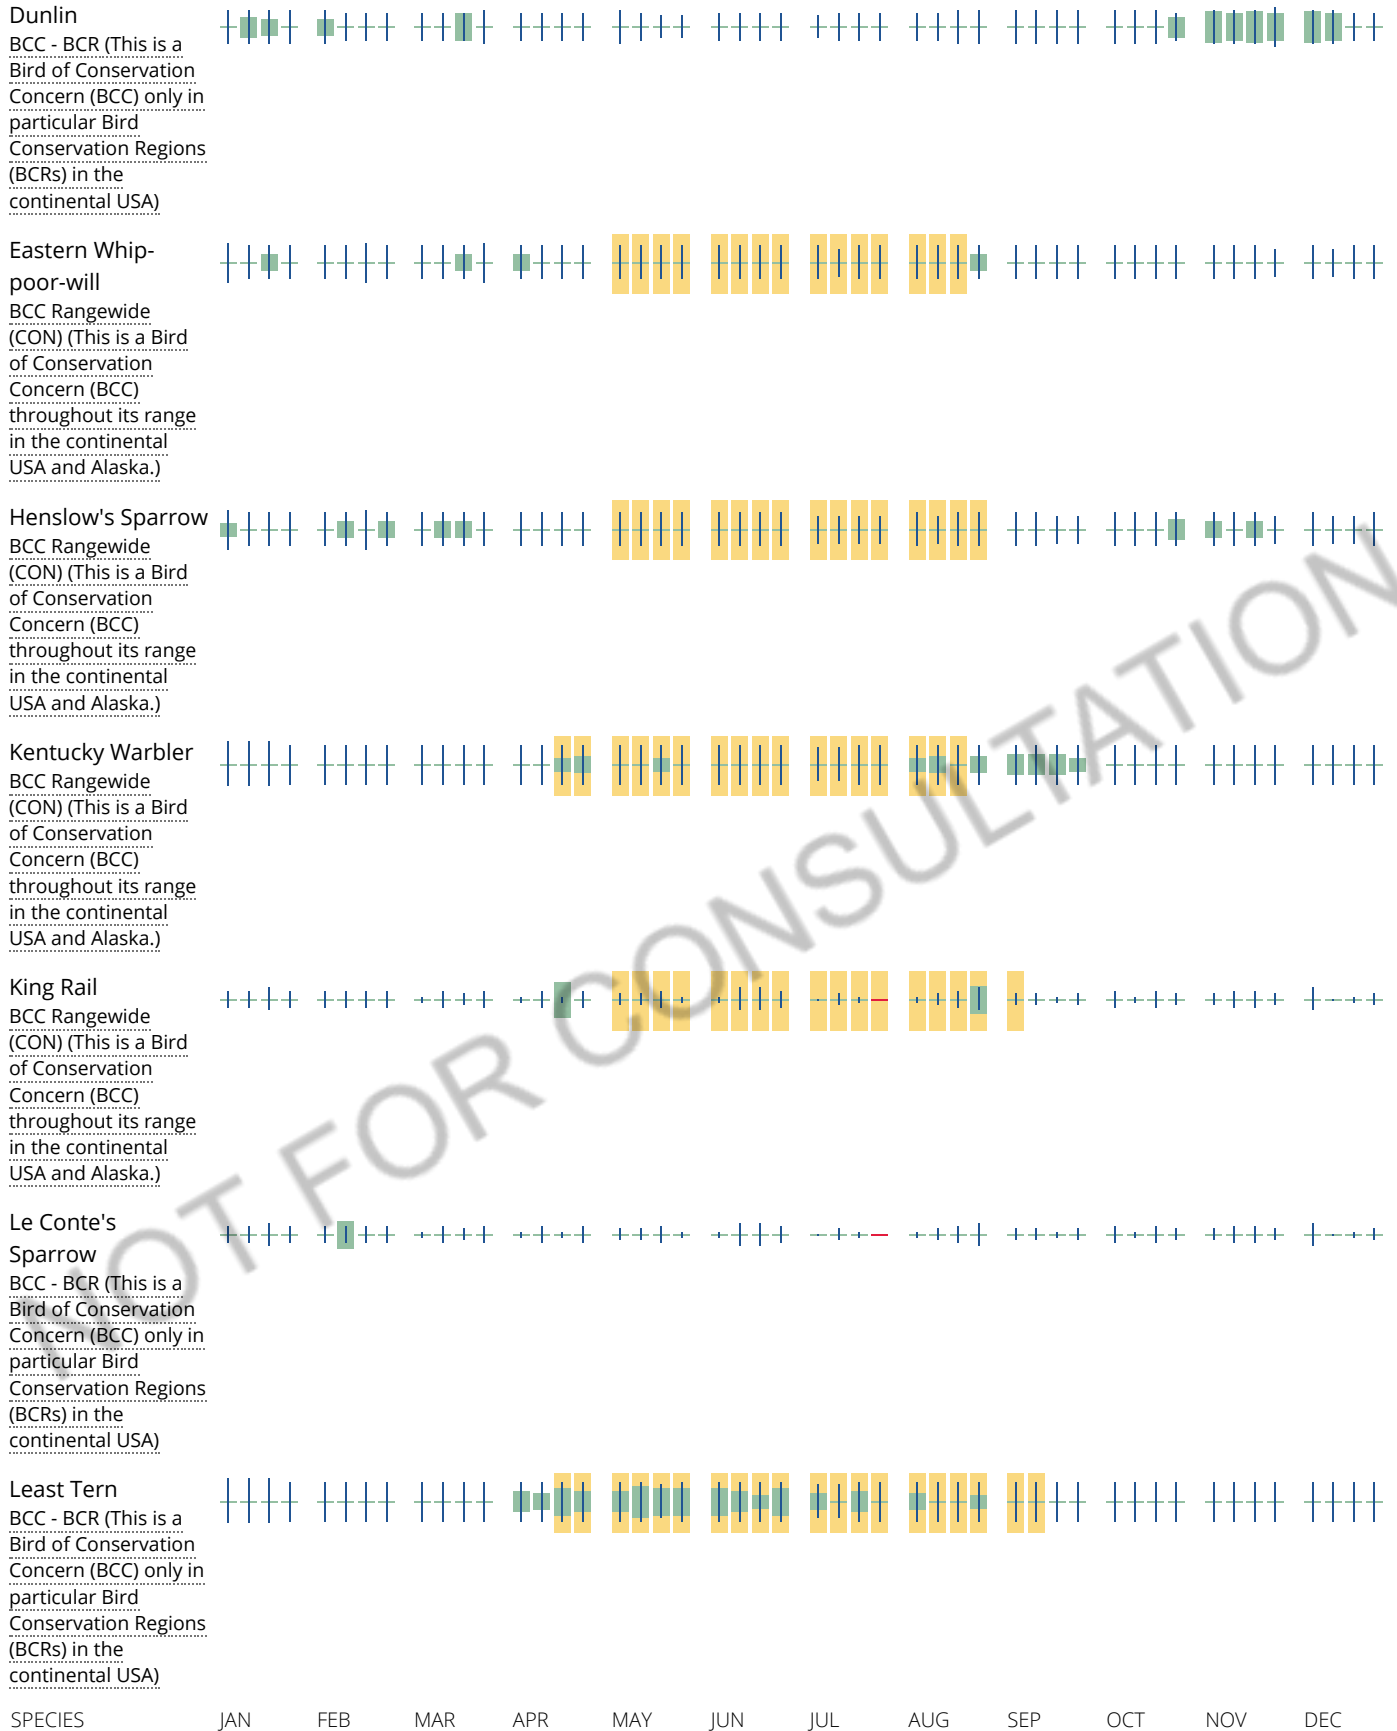 Dunlin
BCC - BCR (This is a
Bird of Conservation
Concern (BCC) only in
particular Bird
Conservation Regions
(BCRs) in the
continental USA)
Eastern Whip-
poor-will
BCC Rangewide
(CON) (This is a Bird
of Conservation
Concern (BCC)
throughout its range
in the continental
USA and Alaska.)
Henslow's Sparrow
BCC Rangewide
(CON) (This is a Bird
of Conservation
Concern (BCC)
throughout its range
in the continental
USA and Alaska.)
Kentucky Warbler
BCC Rangewide
(CON) (This is a Bird
of Conservation
Concern (BCC)
throughout its range
in the continental
USA and Alaska.)
King Rail
BCC Rangewide
(CON) (This is a Bird
of Conservation
Concern (BCC)
throughout its range
in the continental
USA and Alaska.)
Le Conte's
Sparrow
BCC - BCR (This is a
Bird of Conservation
Concern (BCC) only in
particular Bird
Conservation Regions
(BCRs) in the
continental USA)
Least Tern
BCC - BCR (This is a
Bird of Conservation
Concern (BCC) only in
particular Bird
Conservation Regions
(BCRs) in the
continental USA)
SPECIES JAN FEB MAR APR MAY JUN JUL AUG SEP OCT NOV DEC
NOT FOR CONSULTATION